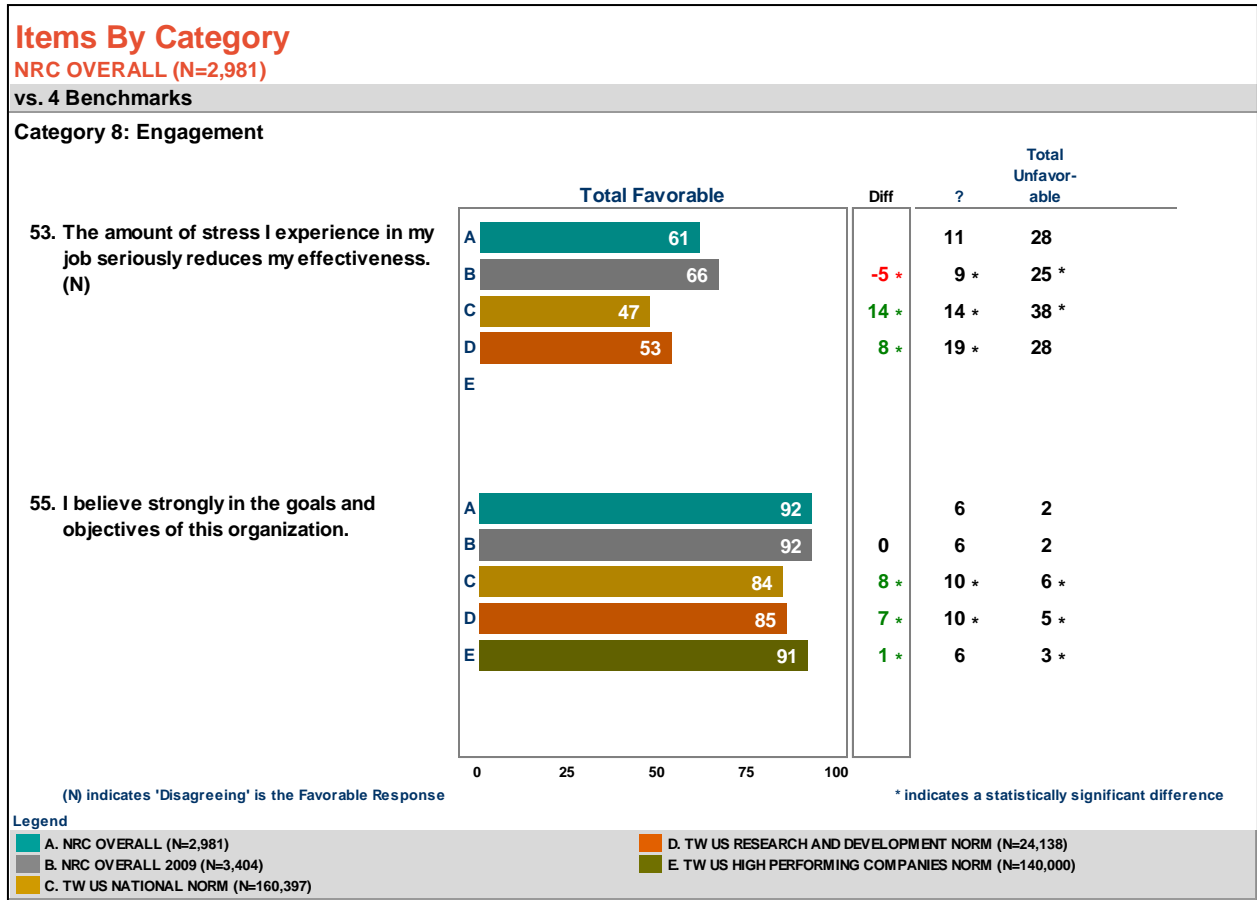 Items By Category
NRC OVERALL (N=2,981)
vs. 4 Benchmarks
Category 8: Engagement
Total
Unfavor-
Total Favorable Diff ? able
53. The amount of stress I experience in my
job seriously reduces my effectiveness.
(N)
A 61 11 28
B 66 -5 * 9 * 25 *
C 47 14 * 14 * 38 *
D 53 8 * 19 * 28
E
55. I believe strongly in the goals and
objectives of this organization.
A 92 6 2
B 92 0 6 2
C 84 8 * 10 * 6 *
D 85 7 * 10 * 5 *
E 91 1 * 6 3 *
0 25 50 75 100
(N) indicates 'Disagreeing' is the Favorable Response * indicates a statistically significant difference
Legend
A. NRC OVERALL (N=2,981) D. TW US RESEARCH AND DEVELOPMENT NORM (N=24,138)
B. NRC OVERALL 2009 (N=3,404) E. TW US HIGH PERFORMING COMPANIES NORM (N=140,000)
C. TW US NATIONAL NORM (N=160,397)